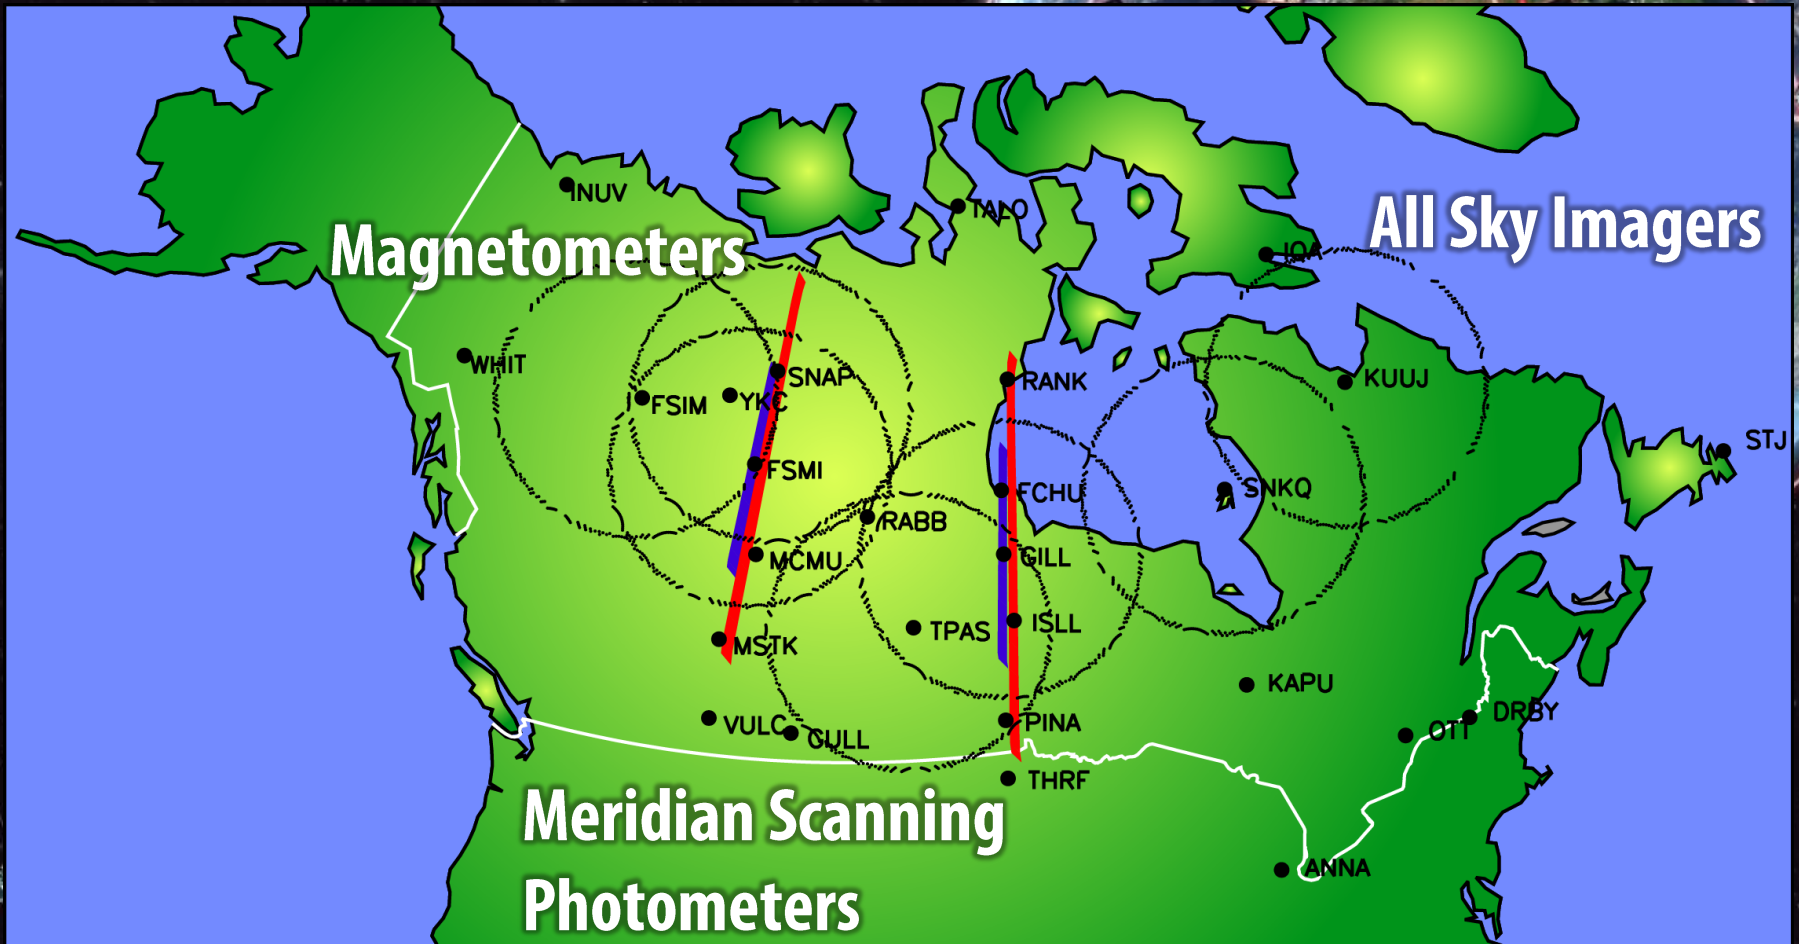 INUV
TALO
All Sky Imagers
Magnetometers
IQA
WHIT
SNAP
RANK
KUUJ
FSIM
YKC
STJ
FSMI
FCHU
SNKQ
RABB
MCMU
GILL
TPAS
ISLL
MSTK
KAPU
DRBY
VULC
PINA
OTT
CULL
THRF
Meridian Scanning
Photometers
ANNA